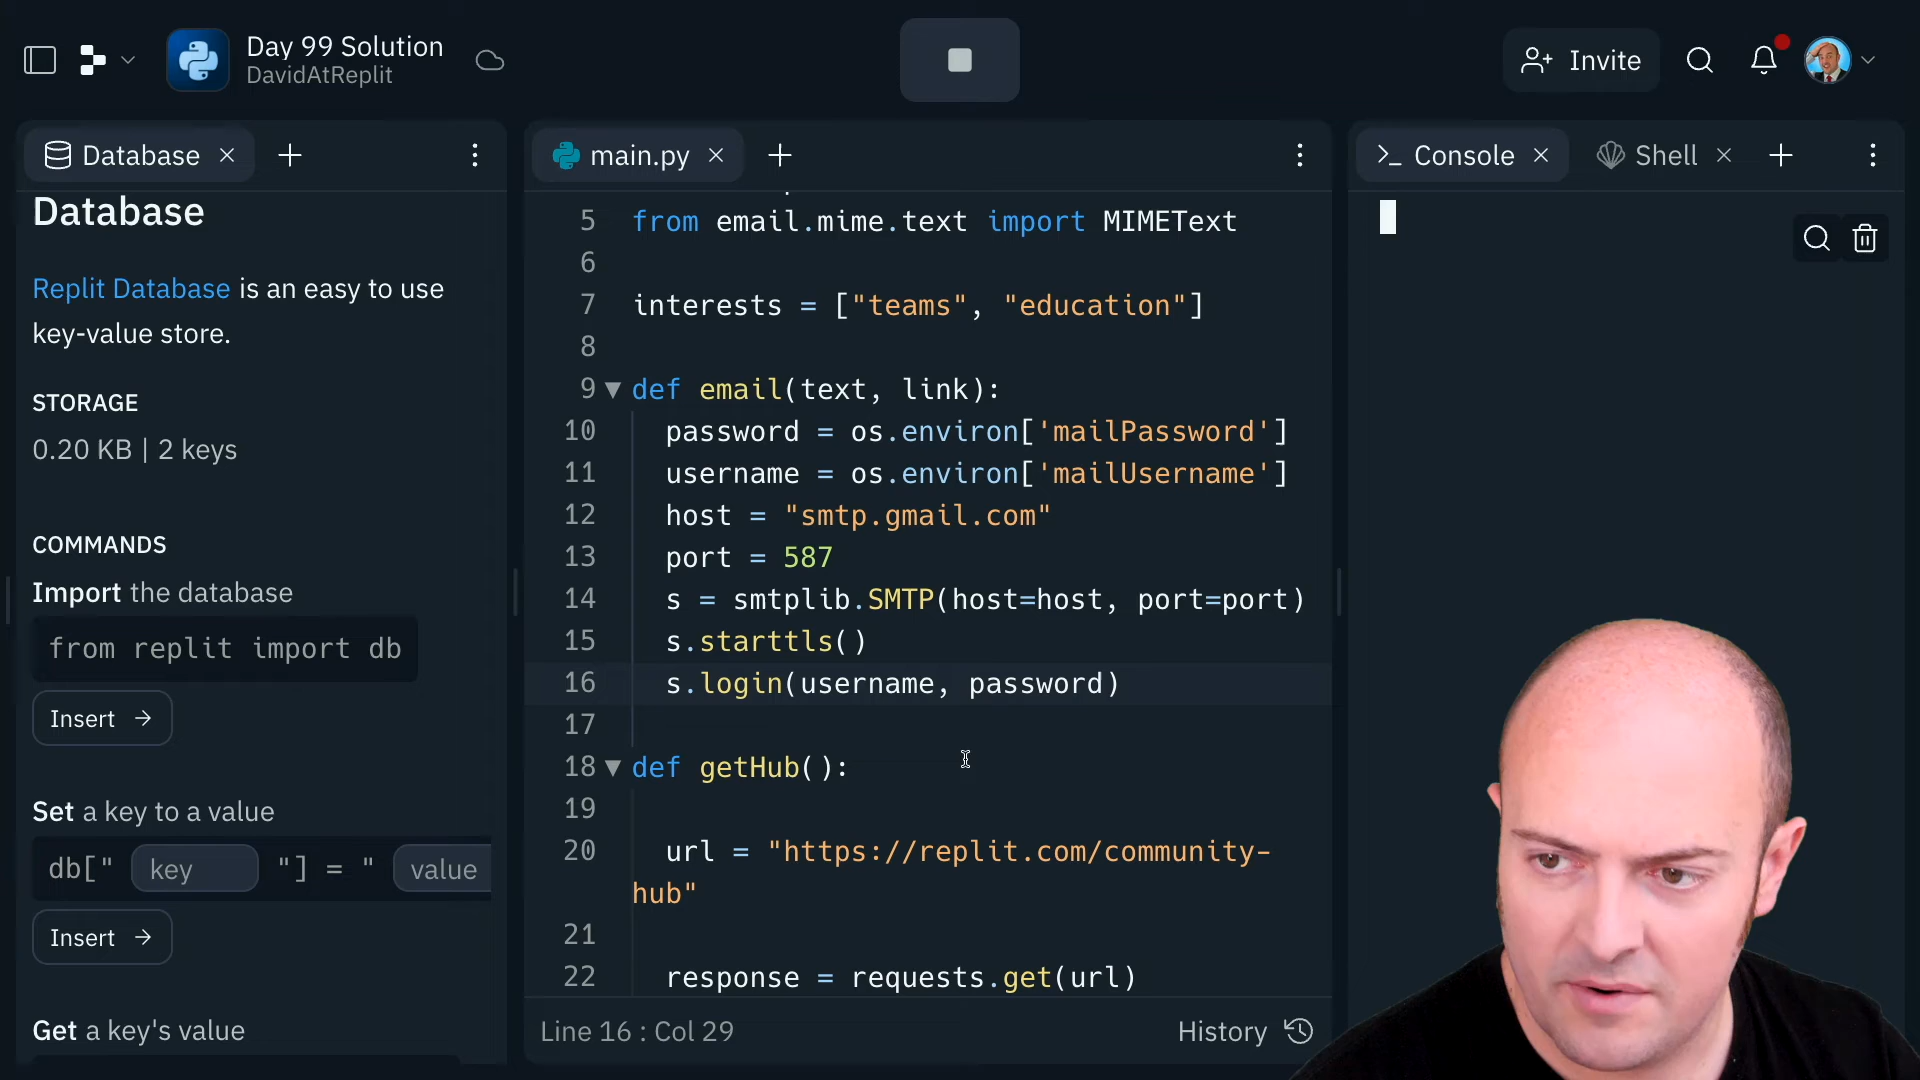 Day 99 Solution
DavidAtReplit
Invite
Database
Database
Replit Database is an easy to use
key-value store.
STORAGE
0.20 KB | 2 keys
COMMANDS
Import the database
from replit import db
Insert →
Set a key to a value
db[" key "] = " value
Insert →
Get a key's value
main.py
5 from email.mime.text import MIMEText
6
7 interests = ["teams", "education"]
8
9 def email(text, link):
10 password = os.environ['mailPassword']
11 username = os.environ['mailUsername']
12 host = "smtp.gmail.com"
13 port = 587
14 s = smtplib.SMTP(host=host, port=port)
15 s.starttls()
16 s.login(username, password)
17
18 def getHub():
19
20 url = "https://replit.com/community-
hub"
21
22 response = requests.get(url)
Line 16 : Col 29
History
Console
Shell